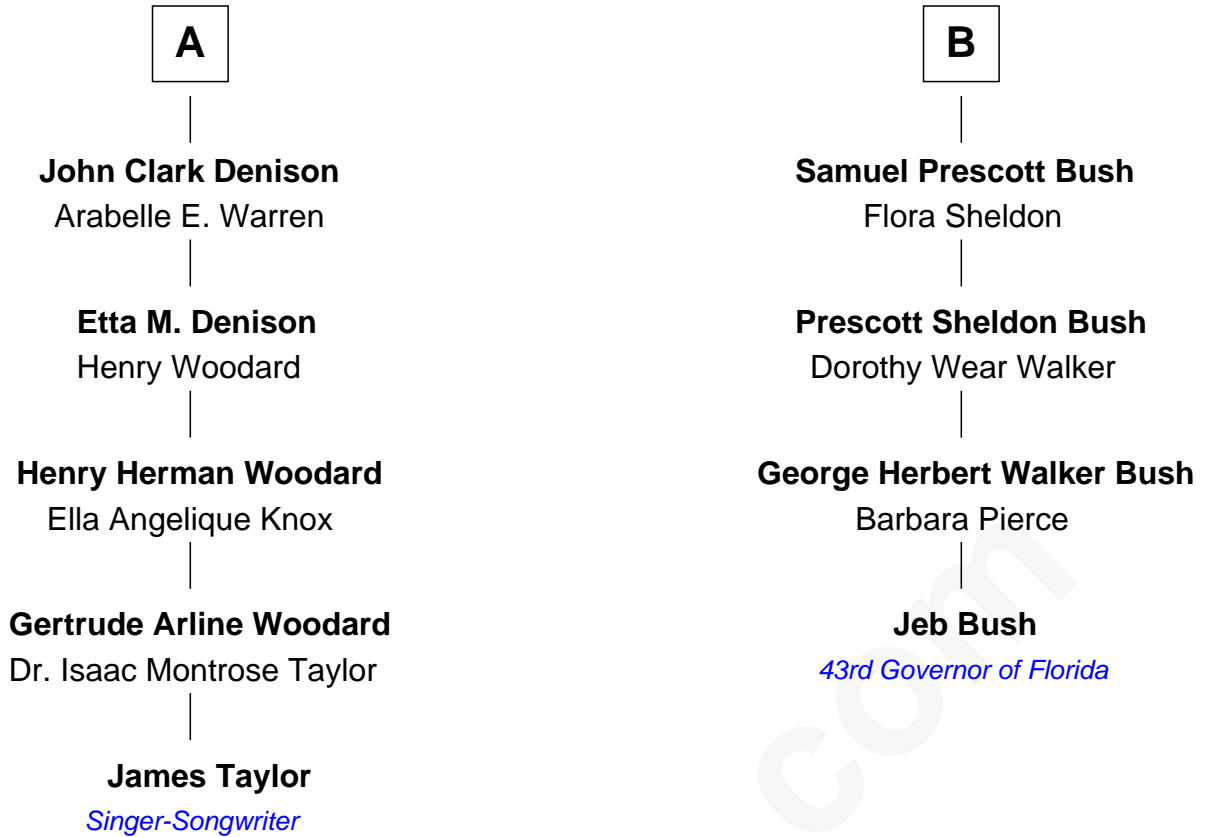 A
John Clark Denison
Arabelle E. Warren
Etta M. Denison
Henry Woodard
Henry Herman Woodard
Ella Angelique Knox
Gertrude Arline Woodard
Dr. Isaac Montrose Taylor
James Taylor
Singer-Songwriter
B
Samuel Prescott Bush
Flora Sheldon
Prescott Sheldon Bush
Dorothy Wear Walker
George Herbert Walker Bush
Barbara Pierce
Jeb Bush
43rd Governor of Florida
com